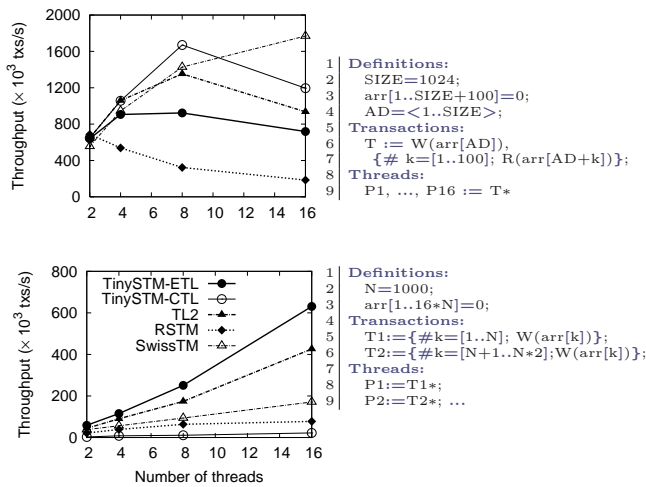 2000
1600
1200
800
400
0
Throughput (× 10³ txs/s)
2 4 6 8 10 12 14 16
1 Definitions:
2 SIZE=1024;
3 arr[1..SIZE+100]=0;
4 AD=<1..SIZE>;
5 Transactions:
6 T := W(arr[AD]),
7 {# k=[1..100]; R(arr[AD+k])};
8 Threads:
9 P1, ..., P16 := T*
800
600
400
200
0
Throughput (× 10³ txs/s)
TinySTM-ETL
TinySTM-CTL
TL2
RSTM
SwissTM
2 4 6 8 10 12 14 16
Number of threads
1 Definitions:
2 N=1000;
3 arr[1..16*N]=0;
4 Transactions:
5 T1:={#k=[1..N]; W(arr[k])};
6 T2:={#k=[N+1..N*2];W(arr[k])};
7 Threads:
8 P1:=T1*;
9 P2:=T2*; ...